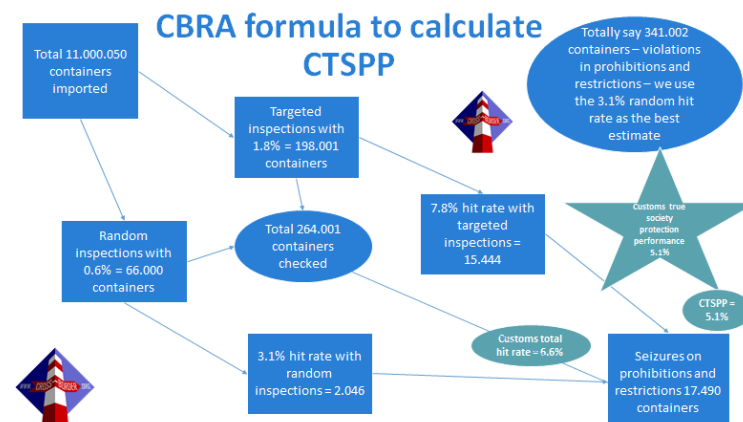 CBRA formula to calculate
CTSPP
Total 11.000.050
containers
imported
Totally say 341.002
containers – violations
in prohibitions and
restrictions – we use
the 3.1% random hit
rate as the best
estimate
Targeted
inspections with
1.8% = 198.001
containers
Customs true
society
protection
performance
5.1%
7.8% hit rate with
targeted
inspections =
15.444
Random
inspections with
0.6% = 66.000
containers
Total 264.001
containers
checked
CTSPP =
5.1%
Customs total
hit rate = 6.6%
3.1% hit rate with
random
inspections = 2.046
Seizures on
prohibitions and
restrictions 17.490
containers